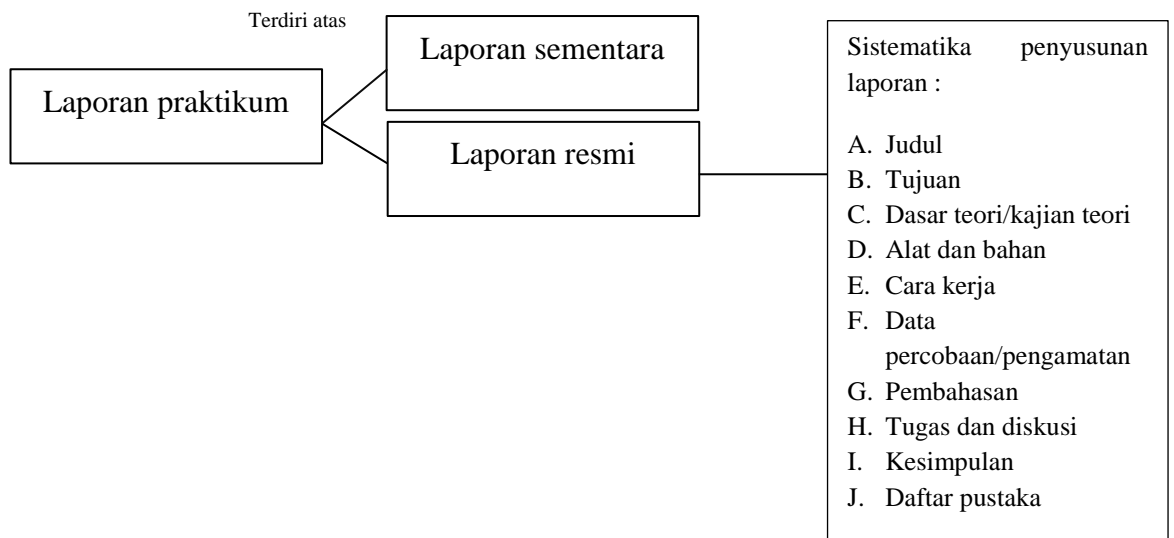 Terdiri atas
Laporan praktikum
Laporan sementara
Laporan resmi
Sistematika penyusunan
laporan :
A. Judul
B. Tujuan
C. Dasar teori/kajian teori
D. Alat dan bahan
E. Cara kerja
F. Data
percobaan/pengamatan
G. Pembahasan
H. Tugas dan diskusi
I. Kesimpulan
J. Daftar pustaka